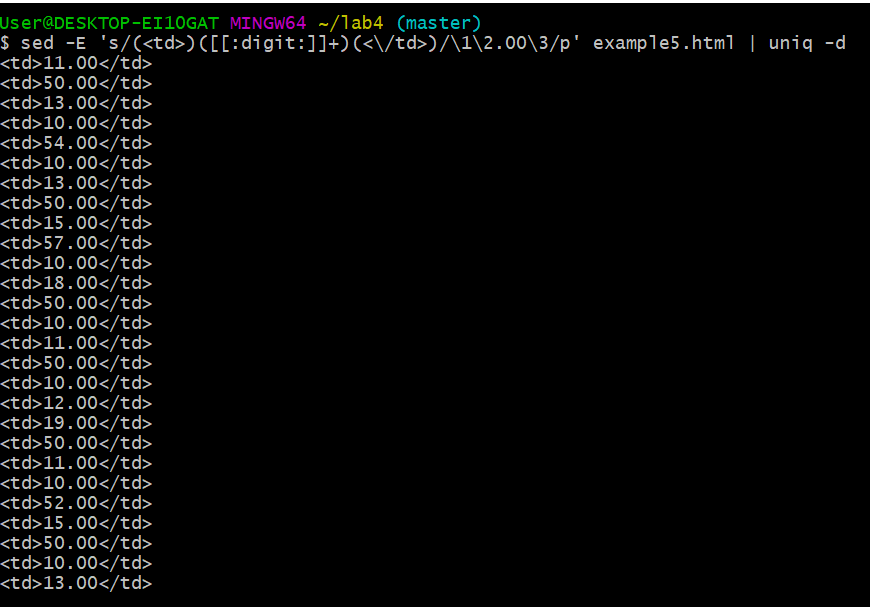 User@DESKTOP-EI1OGAT MINGW64 ~/lab4 (master)
$ sed -E 's/(<td>)([[:digit:]]+)(<\/td>)/\1\2.00\3/p' example5.html | uniq -d
<td>11.00</td>
<td>50.00</td>
<td>13.00</td>
<td>10.00</td>
<td>54.00</td>
<td>10.00</td>
<td>13.00</td>
<td>50.00</td>
<td>15.00</td>
<td>57.00</td>
<td>10.00</td>
<td>18.00</td>
<td>50.00</td>
<td>10.00</td>
<td>11.00</td>
<td>50.00</td>
<td>10.00</td>
<td>12.00</td>
<td>19.00</td>
<td>50.00</td>
<td>11.00</td>
<td>10.00</td>
<td>52.00</td>
<td>15.00</td>
<td>50.00</td>
<td>10.00</td>
<td>13.00</td>